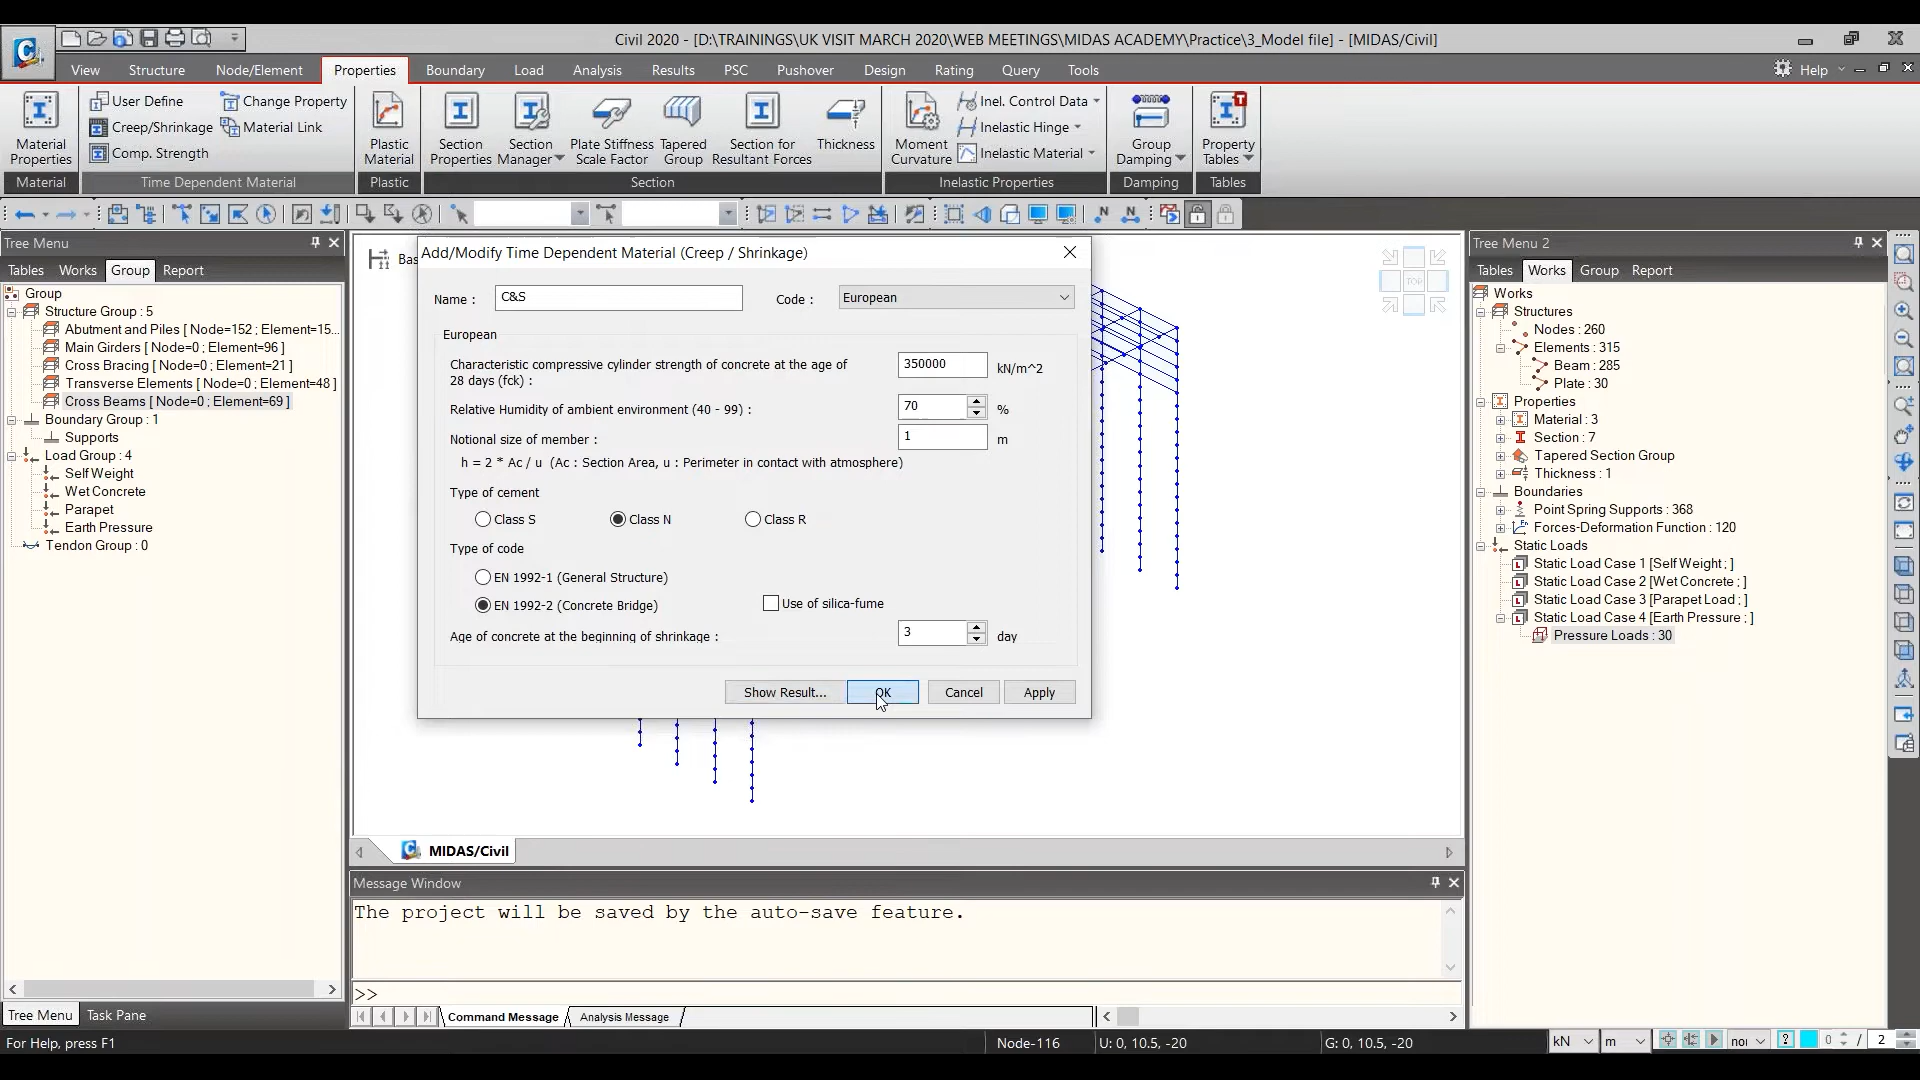 Civil 2020 - [D:\TRAININGS\UK VISIT MARCH 2020\WEB MEETINGS\MIDAS ACADEMY\Practice\3_Model file] - [MIDAS/Civil]
View Structure Node/Element Properties Boundary Load Analysis Results PSC Pushover Design Rating Query Tools Help
Material Properties
User Define
Creep/Shrinkage
Comp. Strength
Change Property
Material Link
Plastic Material
Section Properties
Section Manager
Plate Stiffness Scale Factor
Tapered Group
Section for Resultant Forces
Thickness
Moment Curvature
Inel. Control Data
Inelastic Hinge
Inelastic Material
Group Damping
Property Tables
Material Time Dependent Material Plastic Section Inelastic Properties Damping Tables
Tree Menu
Tables Works Group Report
Group
Structure Group : 5
Abutment and Piles [ Node=152 ; Element=15...
Main Girders [ Node=0 ; Element=96 ]
Cross Bracing [ Node=0 ; Element=21 ]
Transverse Elements [ Node=0 ; Element=48 ]
Cross Beams [ Node=0 ; Element=69 ]
Boundary Group : 1
Supports
Load Group : 4
Self Weight
Wet Concrete
Parapet
Earth Pressure
Tendon Group : 0
Tree Menu Task Pane
Bas
Add/Modify Time Dependent Material (Creep / Shrinkage)
Name : C&S Code : European
European
Characteristic compressive cylinder strength of concrete at the age of
28 days (fck) : 350000 kN/m^2
Relative Humidity of ambient environment (40 - 99) : 70 %
Notional size of member : 1 m
h = 2 * Ac / u (Ac : Section Area, u : Perimeter in contact with atmosphere)
Type of cement
Class S Class N Class R
Type of code
EN 1992-1 (General Structure)
EN 1992-2 (Concrete Bridge) Use of silica-fume
Age of concrete at the beginning of shrinkage : 3 day
Show Result... OK Cancel Apply
TOP
MIDAS/Civil
Message Window
The project will be saved by the auto-save feature.
>>
Command Message Analysis Message
Tree Menu 2
Tables Works Group Report
Works
Structures
Nodes : 260
Elements : 315
Beam : 285
Plate : 30
Properties
Material : 3
Section : 7
Tapered Section Group
Thickness : 1
Boundaries
Point Spring Supports : 368
Forces-Deformation Function : 120
Static Loads
Static Load Case 1 [Self Weight ; ]
Static Load Case 2 [Wet Concrete ; ]
Static Load Case 3 [Parapet Load ; ]
Static Load Case 4 [Earth Pressure ; ]
Pressure Loads : 30
For Help, press F1 Node-116 U: 0, 10.5, -20 G: 0, 10.5, -20 kN m noi 0 / 2